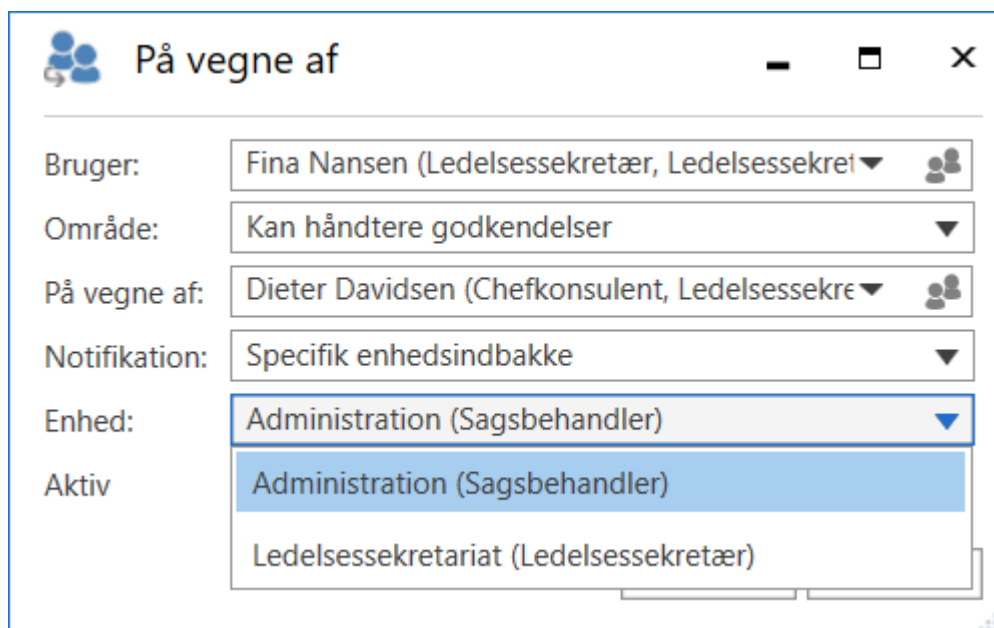 På vegne af
Bruger: Fina Nansen (Ledelsessekretær, Ledelsessekret
Område: Kan håndtere godkendelser
På vegne af: Dieter Davidsen (Chefkonsulent, Ledelsessekre
Notifikation: Specifik enhedsindbakke
Enhed: Administration (Sagsbehandler)
Aktiv Administration (Sagsbehandler)
Ledelsessekretariat (Ledelsessekretær)